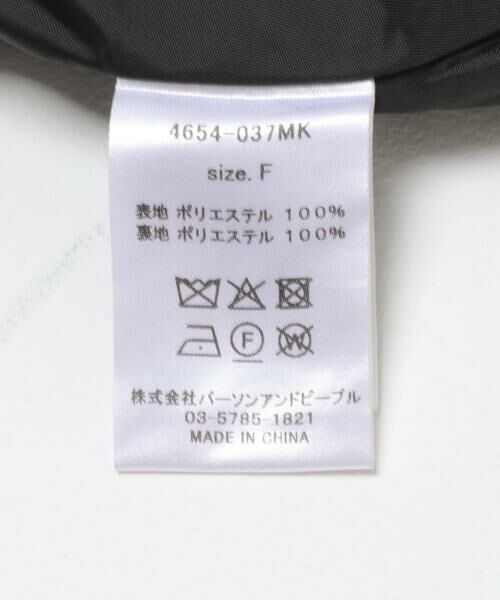 4654-037MK
size. F
表地 ポリエステル 100%
裏地 ポリエステル 100%
F W
株式会社パーソンアンドピープル
03-5785-1821
MADE IN CHINA